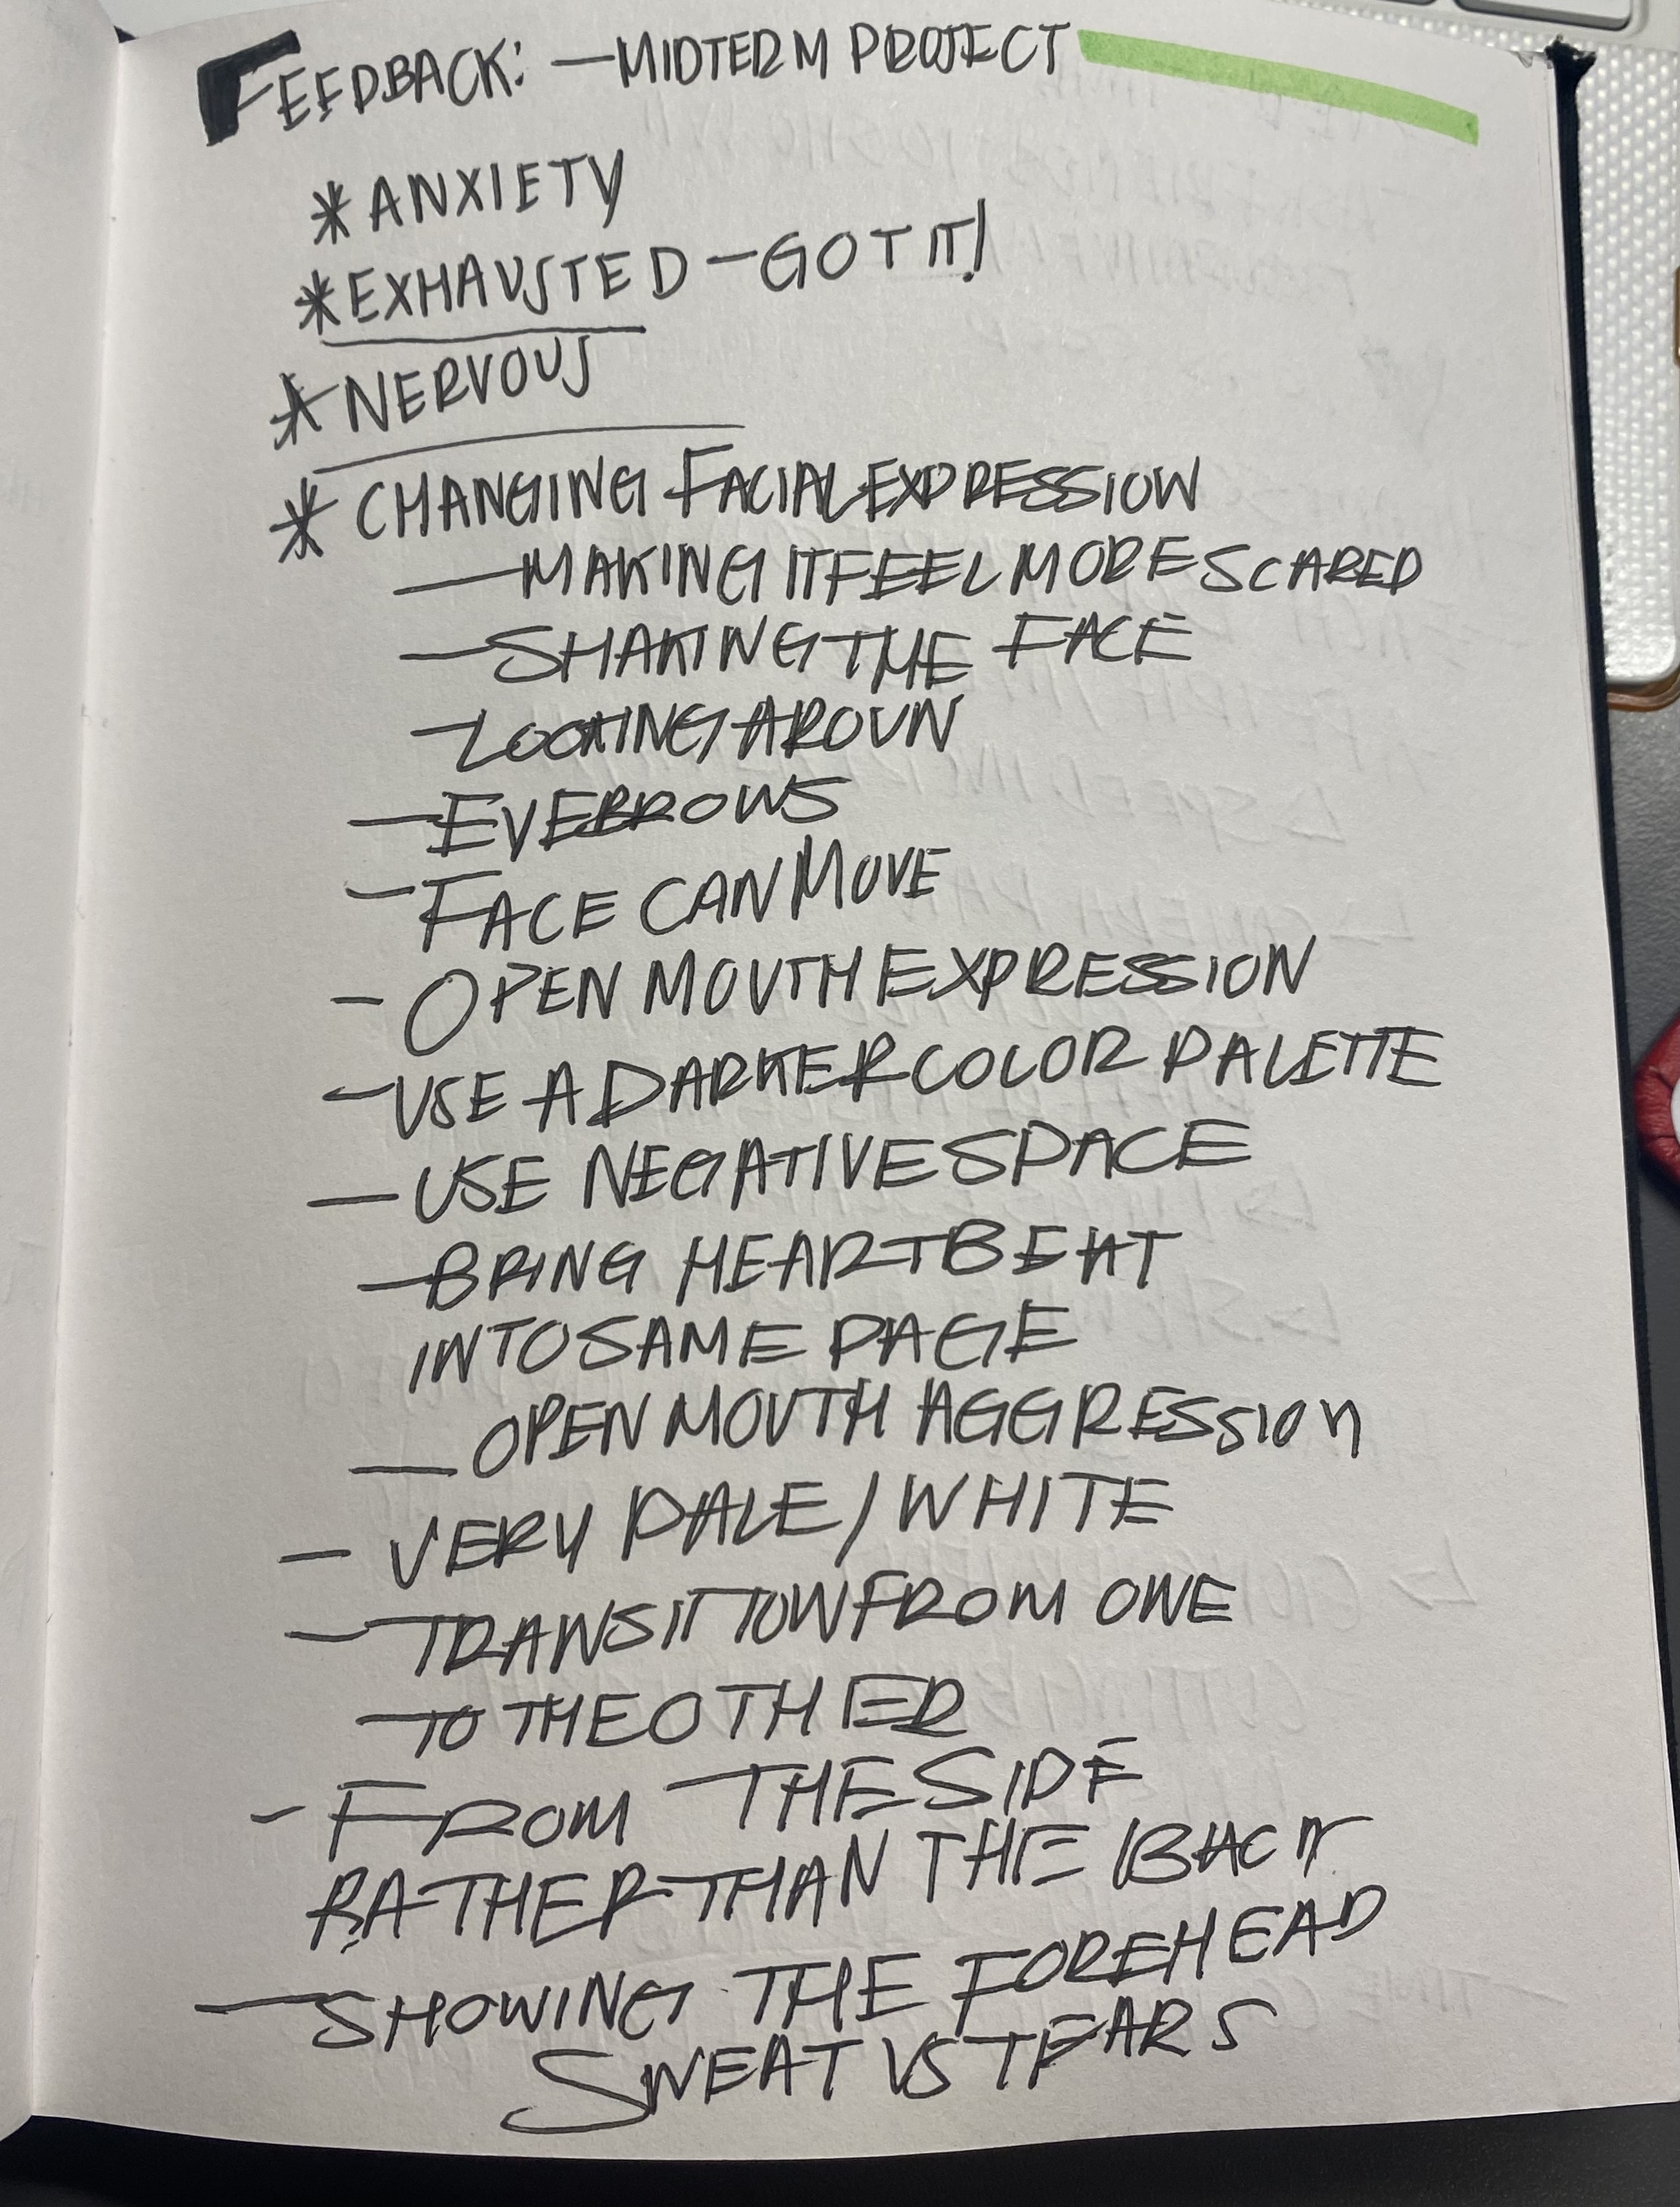 FEEDBACK: — MIDTERM PROJECT
* ANXIETY
* EXHAUSTED — GOT IT!
* NERVOUS
* CHANGING FACIAL EXPRESSION
— MAKING IT FEEL MORE SCARED
— SHAKING THE FACE
— LOOKING AROUN
— EYEBROWS
— FACE CAN MOVE
- OPEN MOUTH EXPRESSION
- USE A DARKER COLOR PALETTE
— USE NEGATIVE SPACE
— BRING HEARTBEAT
INTO SAME PAGE
— OPEN MOUTH AGGRESSION
- VERY PALE / WHITE
- TRANSITION FROM ONE
— TO THE OTHER
- FROM THE SIDE
RATHER THAN THE BACK
— SHOWING THE FOREHEAD
SWEAT VS TEARS